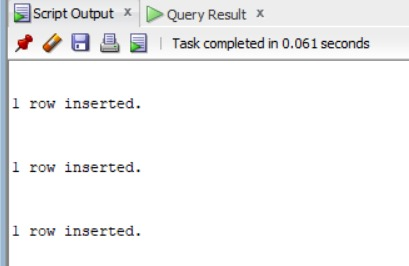 Script Output x Query Result x
Task completed in 0.061 seconds
1 row inserted.
1 row inserted.
1 row inserted.